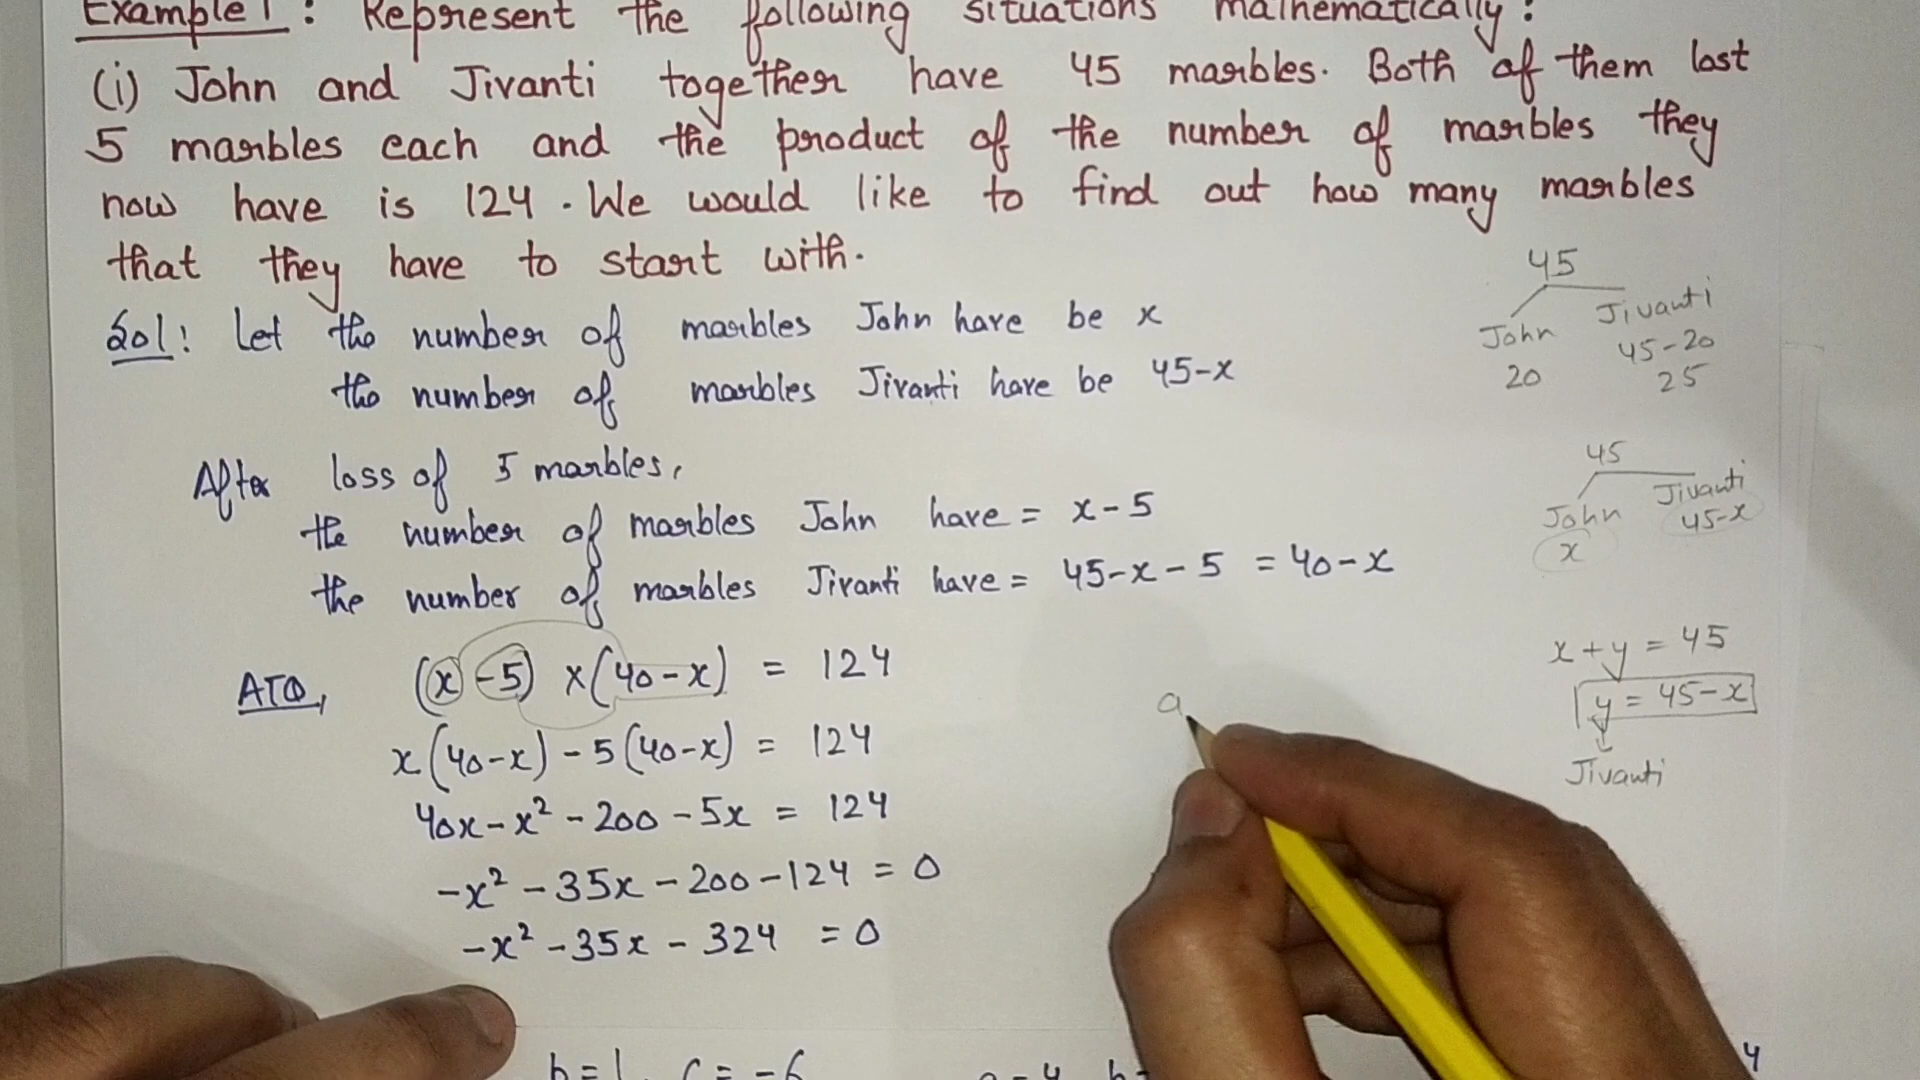 Example 1 : Represent the following situations mathematically :
(i) John and Jivanti together have 45 marbles. Both of them lost
5 marbles each and the product of the number of marbles they
now have is 124. We would like to find out how many marbles
that they have to start with.
Sol! Let the number of marbles John have be x
the number of marbles Jivanti have be 45-x
After loss of 5 marbles,
the number of marbles John have = x-5
the number of marbles Jivanti have = 45-x-5 = 40-x
ATQ, (x-5) x(40-x) = 124
x(40-x)-5(40-x) = 124
40x-x²-200-5x = 124
-x²-35x-200-124 = 0
-x²-35x-324 = 0
45
John Jivanti
20 45-20
25
45
John Jivanti
x 45-x
x+y = 45
y = 45-x
Jivanti
a
b=1, c=-6
4